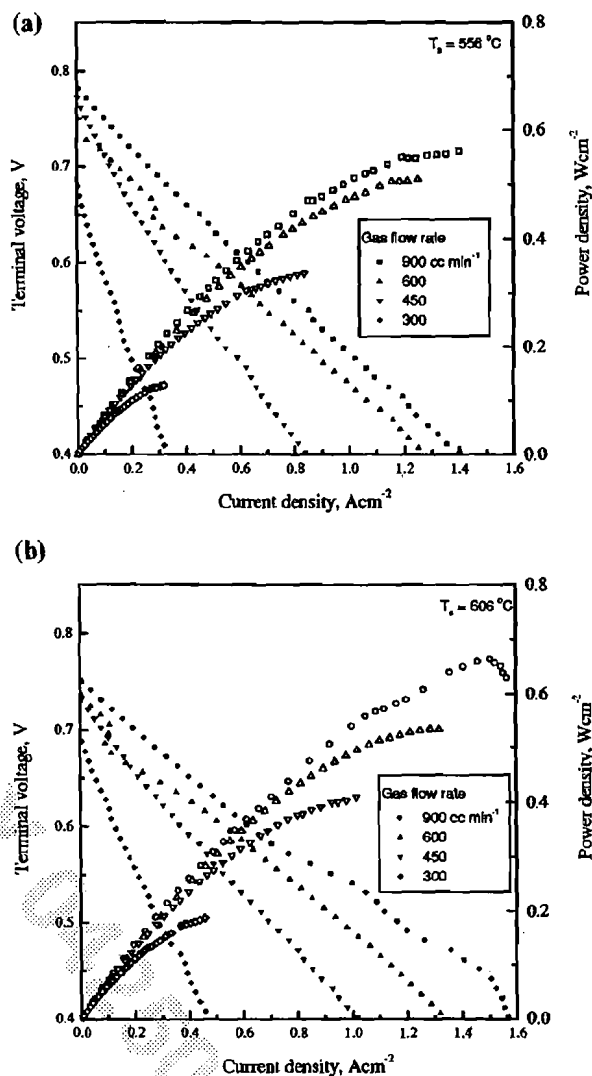 (a)
T_s = 556 °C
0.8
0.7
0.6
0.5
0.4
Terminal voltage, V
0.8
0.6
0.4
0.2
0.0
Power density, Wcm⁻²
Gas flow rate
900 cc min⁻¹
600
450
300
0.0 0.2 0.4 0.6 0.8 1.0 1.2 1.4 1.6
Current density, Acm⁻²
(b)
T_s = 606 °C
0.8
0.7
0.6
0.5
0.4
Terminal voltage, V
0.8
0.6
0.4
0.2
0.0
Power density, Wcm⁻²
Gas flow rate
900 cc min⁻¹
600
450
300
0.0 0.2 0.4 0.6 0.8 1.0 1.2 1.4 1.6
Current density, Acm⁻²